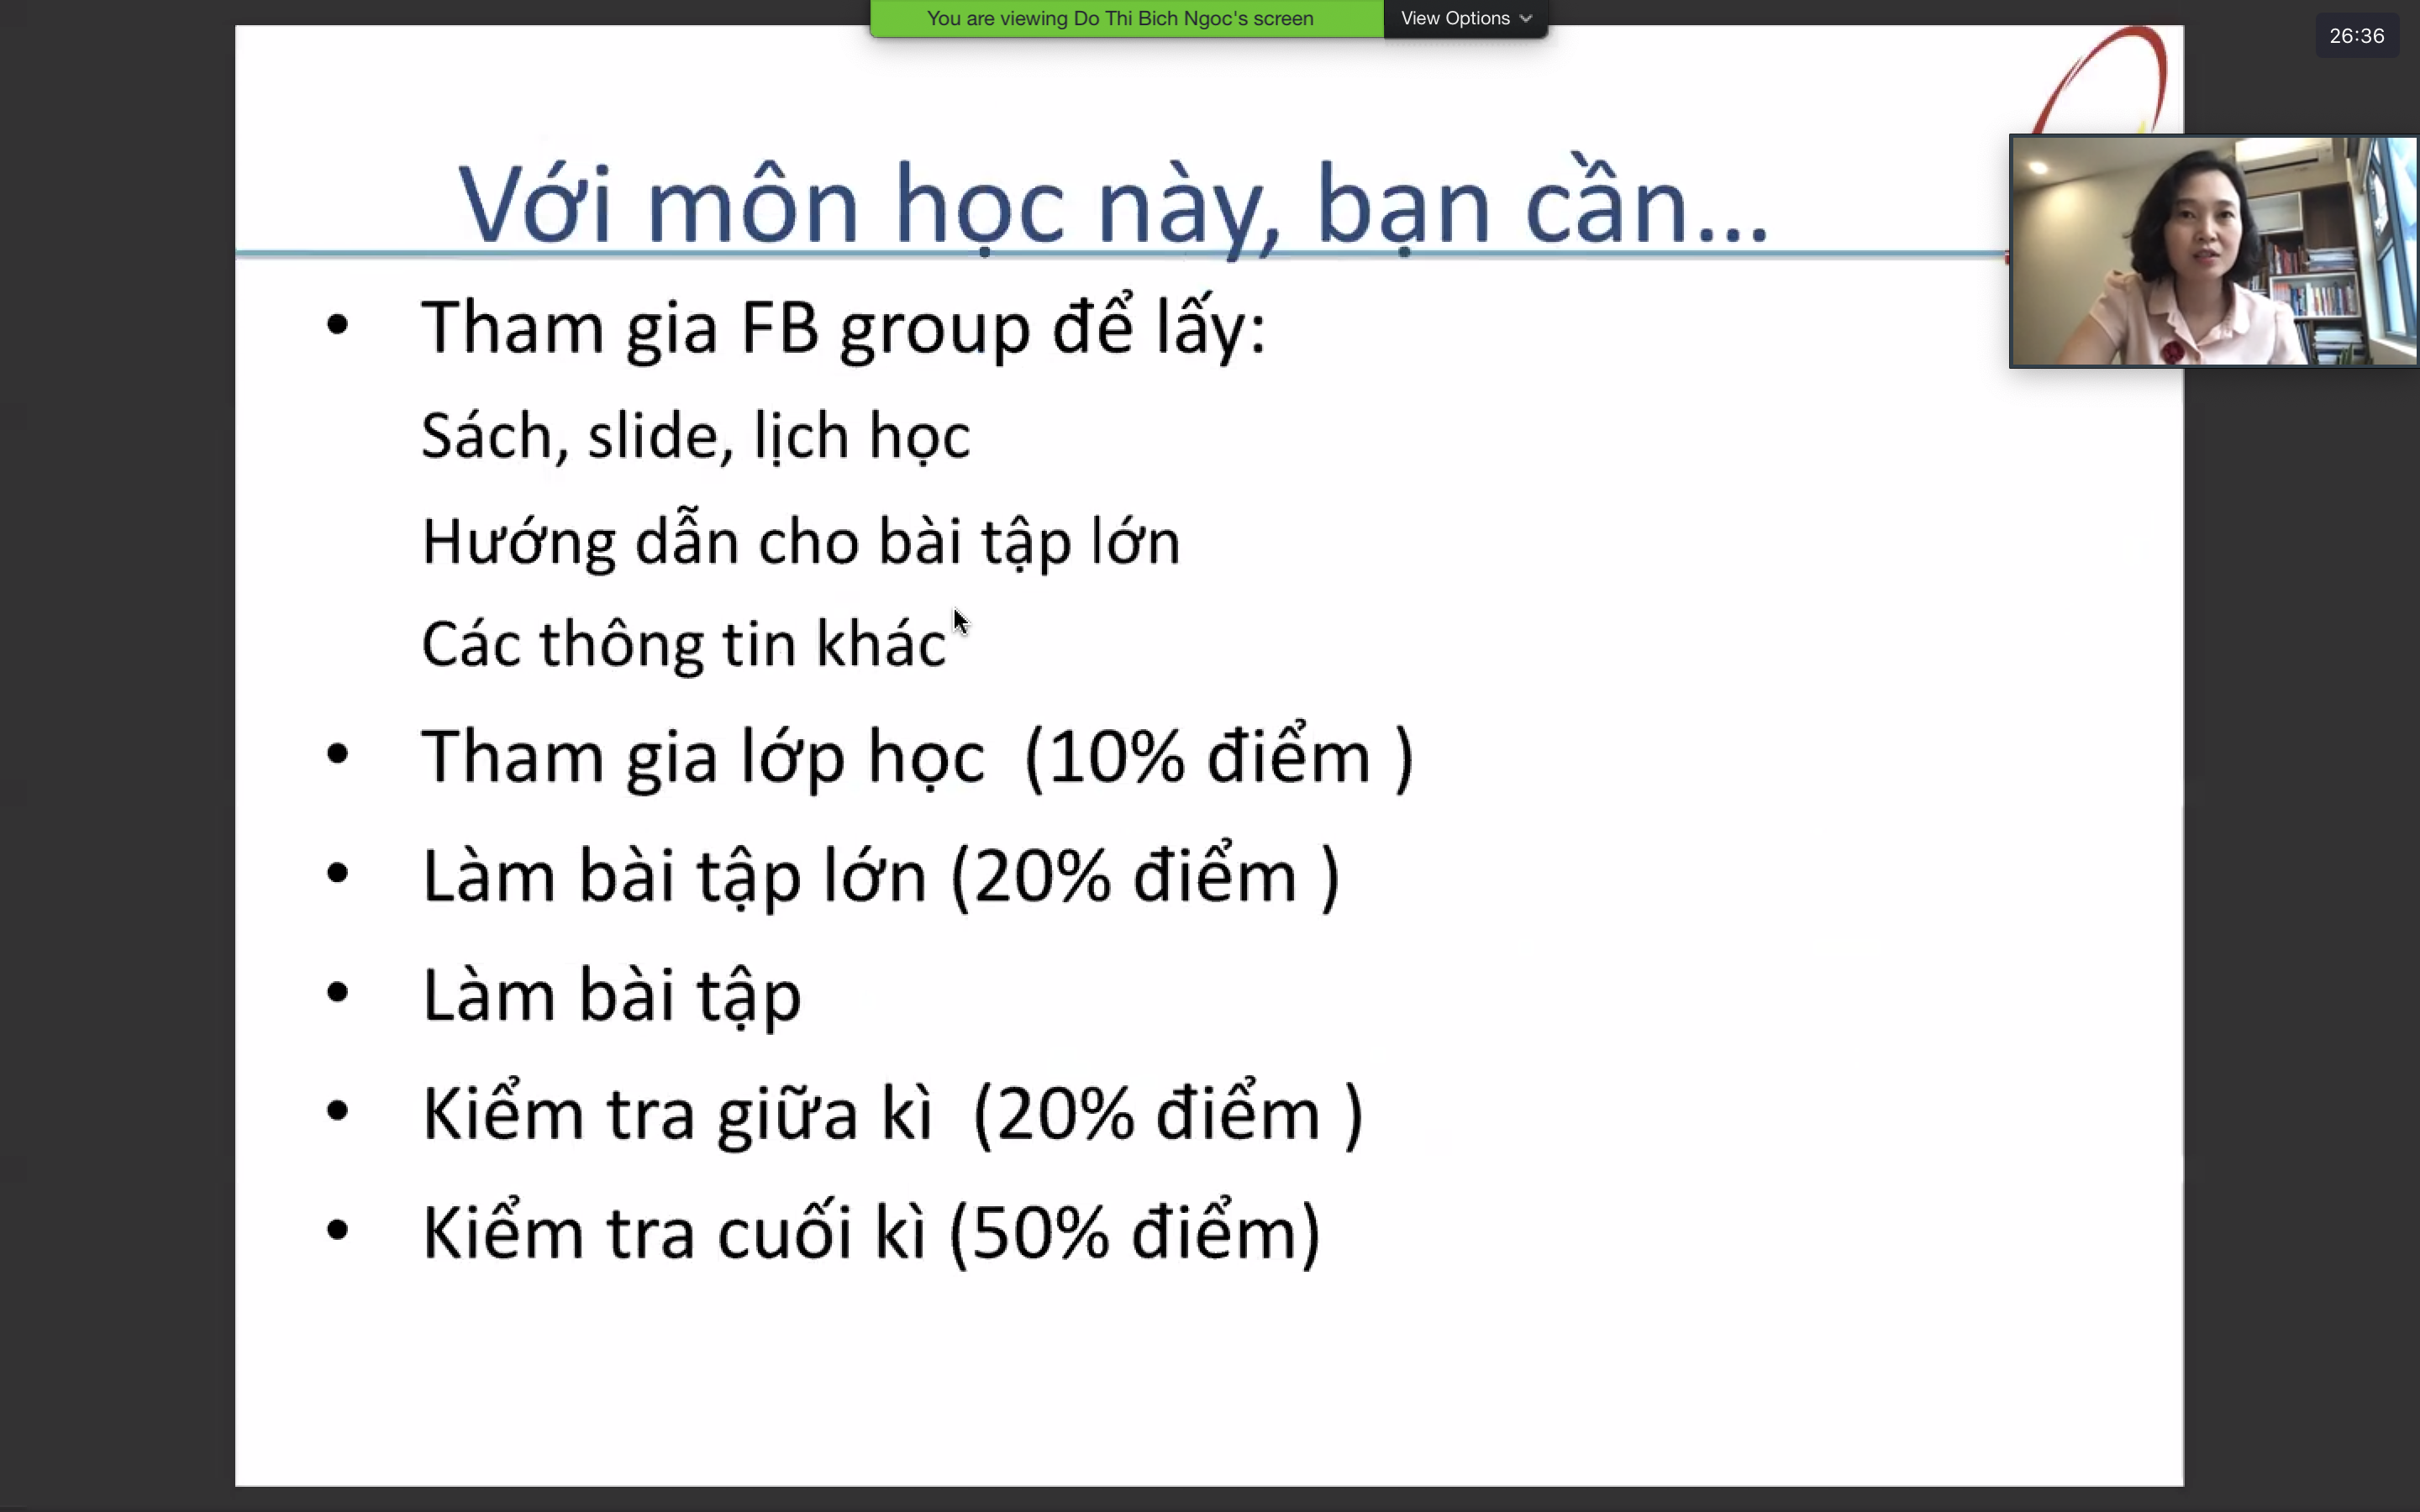 You are viewing Do Thi Bich Ngoc's screen
View Options
26:36
Với môn học này, bạn cần...
• Tham gia FB group để lấy:
Sách, slide, lịch học
Hướng dẫn cho bài tập lớn
Các thông tin khác
• Tham gia lớp học (10% điểm )
• Làm bài tập lớn (20% điểm )
• Làm bài tập
• Kiểm tra giữa kì (20% điểm )
• Kiểm tra cuối kì (50% điểm)